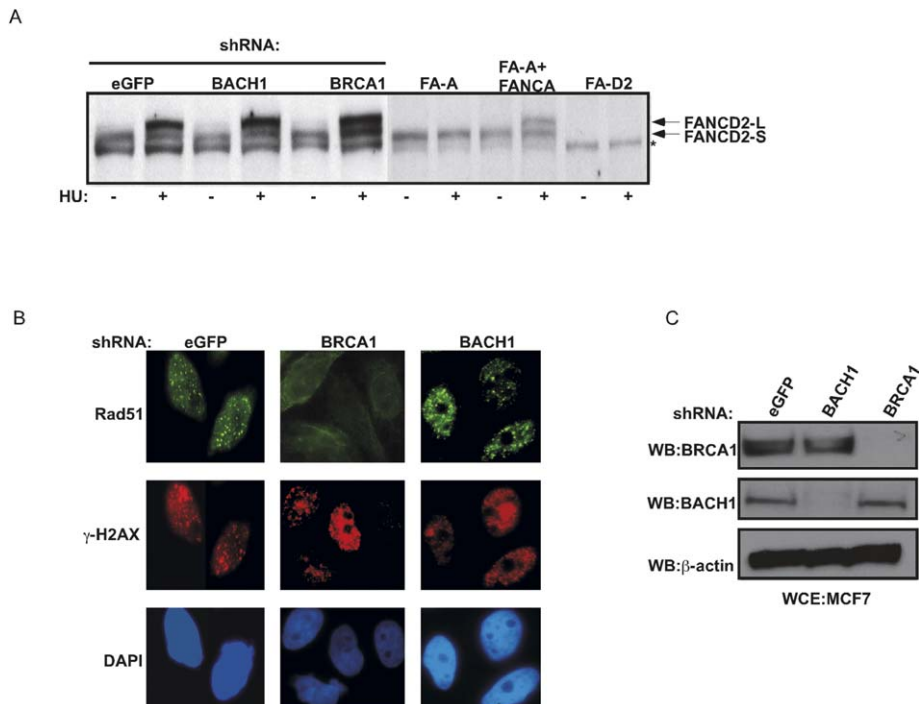 A
shRNA:
eGFP BACH1 BRCA1 FA-A FA-A+ FANCA FA-D2
FANCD2-L
FANCD2-S
*
HU: - + - + - + - + - + - +
B
shRNA: eGFP BRCA1 BACH1
Rad51
γ-H2AX
DAPI
C
shRNA: eGFP BACH1 BRCA1
WB:BRCA1
WB:BACH1
WB:β-actin
WCE:MCF7